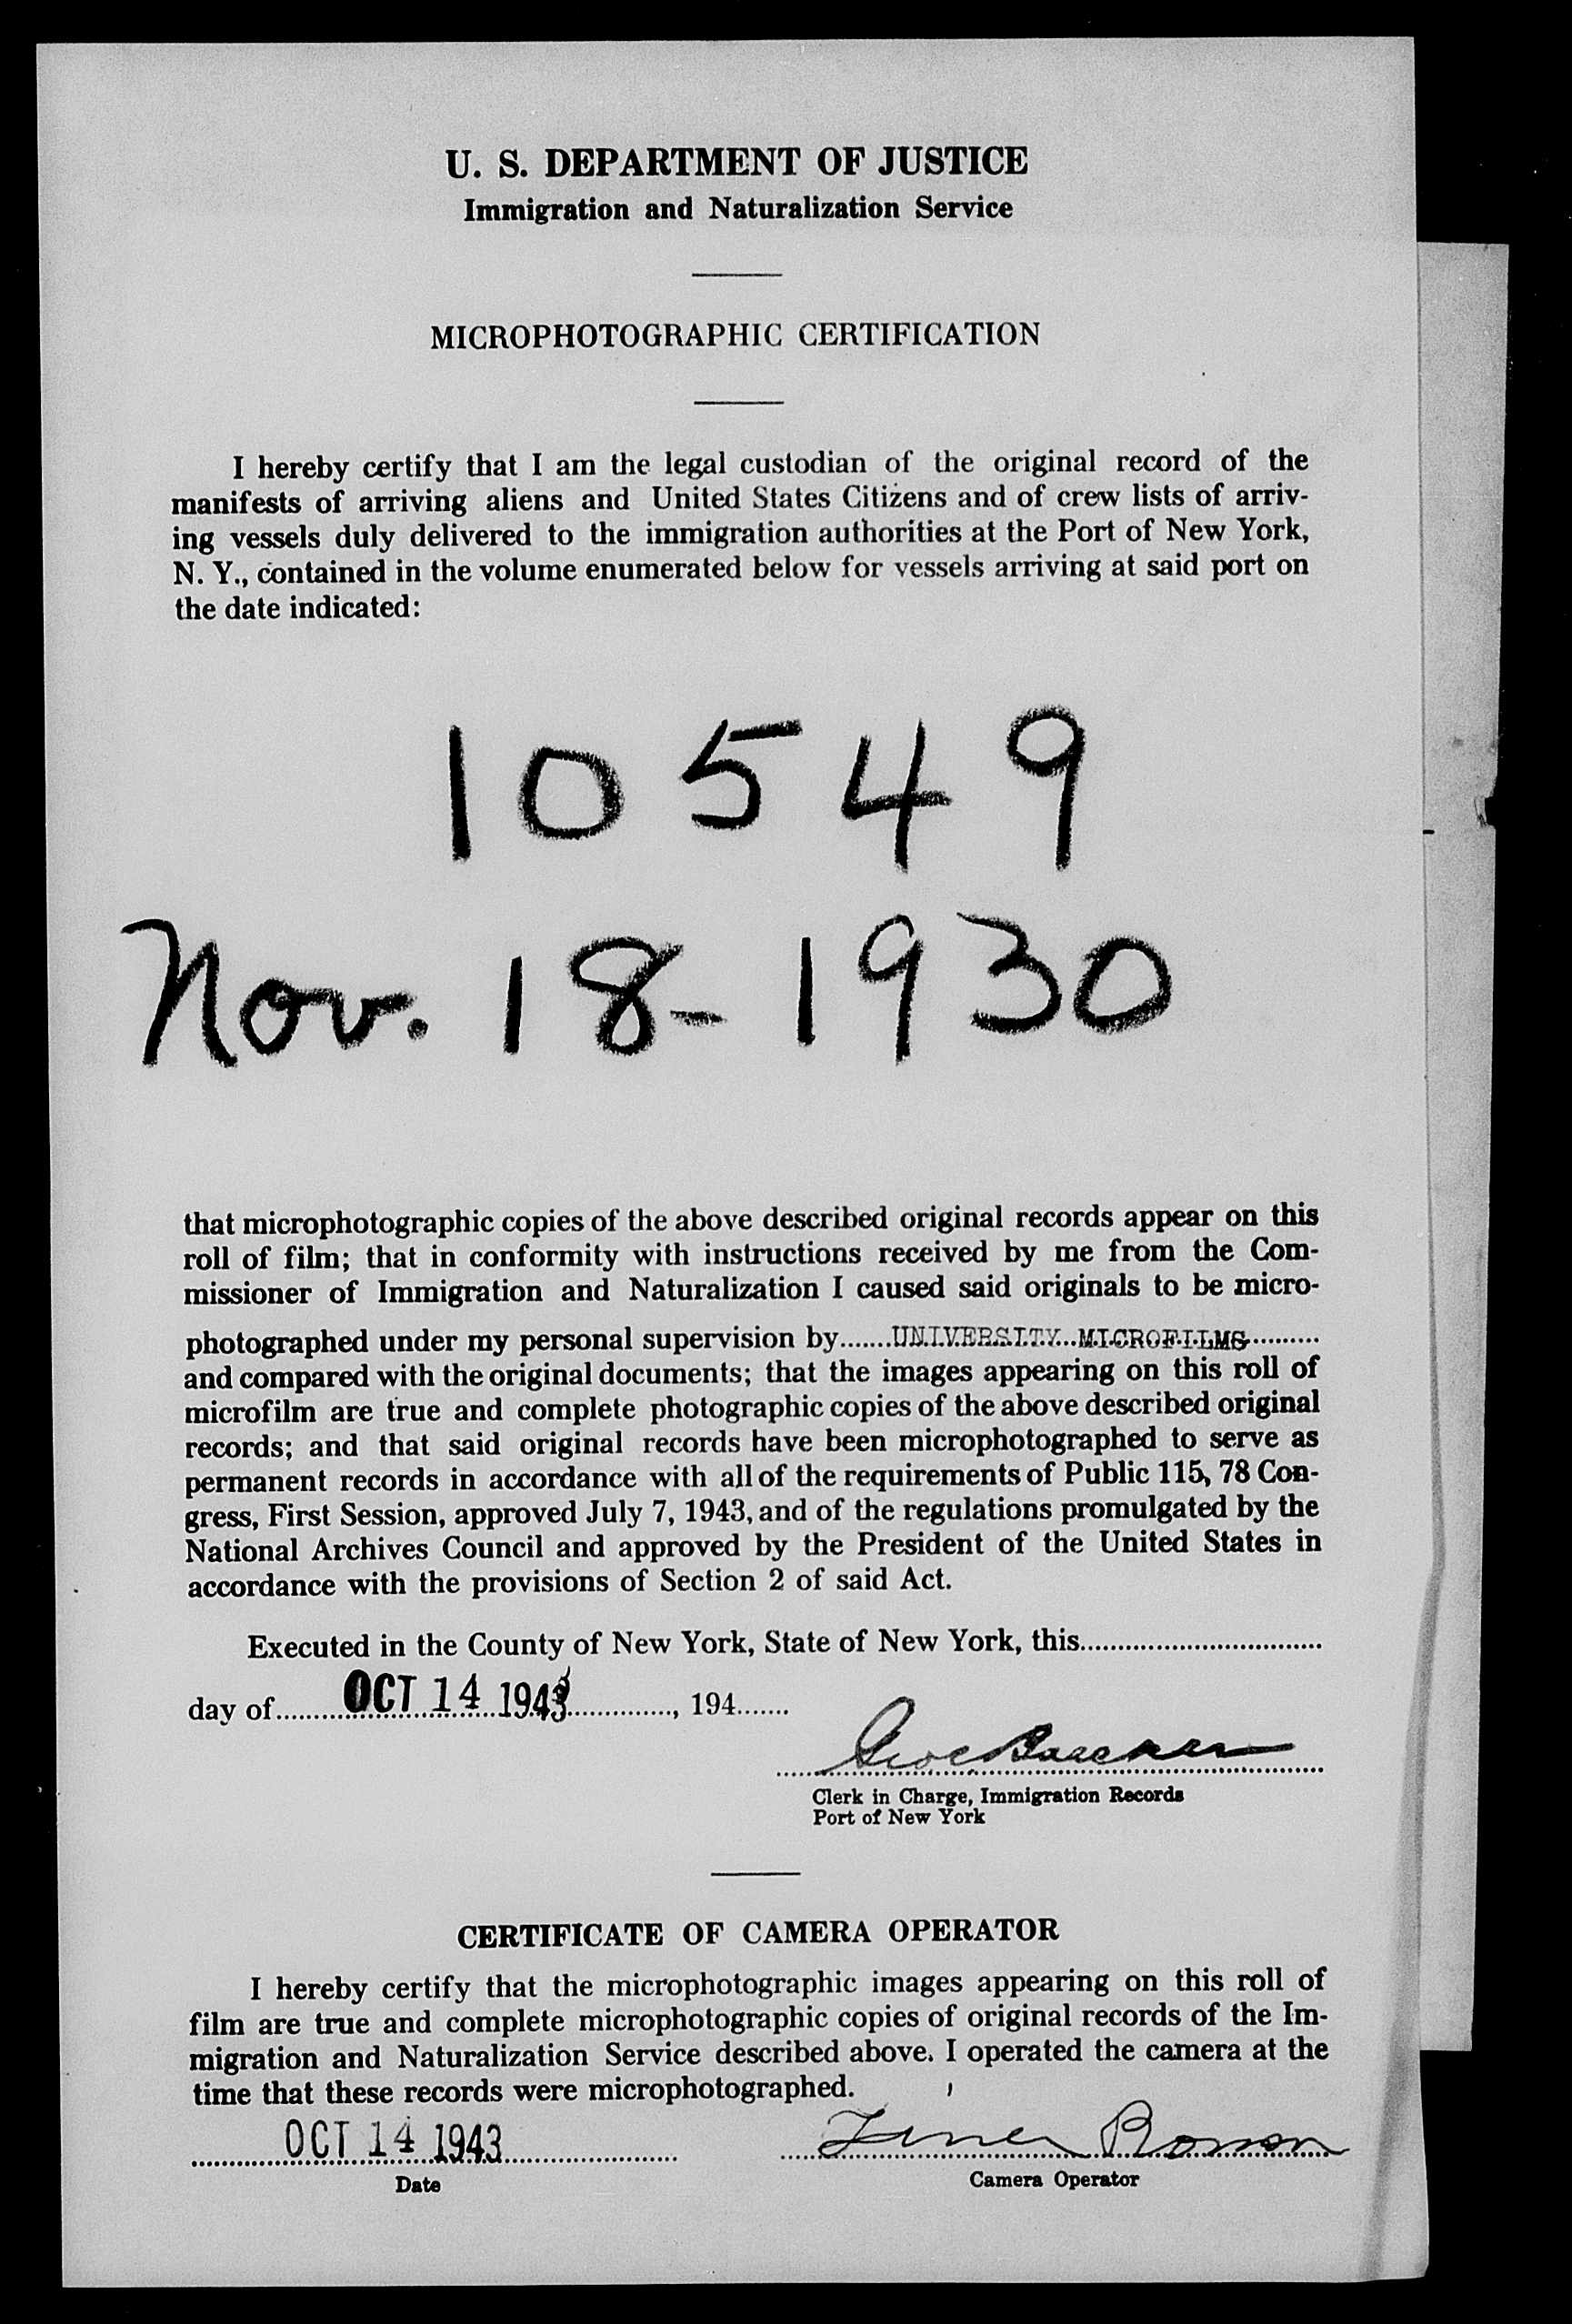 U. S. DEPARTMENT OF JUSTICE
Immigration and Naturalization Service
MICROPHOTOGRAPHIC CERTIFICATION
I hereby certify that I am the legal custodian of the original record of the
manifests of arriving aliens and United States Citizens and of crew lists of arriv-
ing vessels duly delivered to the immigration authorities at the Port of New York,
N. Y., contained in the volume enumerated below for vessels arriving at said port on
the date indicated:
10549
Nov. 18-1930
that microphotographic copies of the above described original records appear on this
roll of film; that in conformity with instructions received by me from the Com-
missioner of Immigration and Naturalization I caused said originals to be micro-
photographed under my personal supervision by......UNIVERSITY MICROFILMS..........
and compared with the original documents; that the images appearing on this roll of
microfilm are true and complete photographic copies of the above described original
records; and that said original records have been microphotographed to serve as
permanent records in accordance with all of the requirements of Public 115, 78 Con-
gress, First Session, approved July 7, 1943, and of the regulations promulgated by the
National Archives Council and approved by the President of the United States in
accordance with the provisions of Section 2 of said Act.
Executed in the County of New York, State of New York, this................................
day of.........OCT 14 1943.............., 194.......
Clerk in Charge, Immigration Records
Port of New York
CERTIFICATE OF CAMERA OPERATOR
I hereby certify that the microphotographic images appearing on this roll of
film are true and complete microphotographic copies of original records of the Im-
migration and Naturalization Service described above. I operated the camera at the
time that these records were microphotographed.
OCT 14 1943
Date
Camera Operator